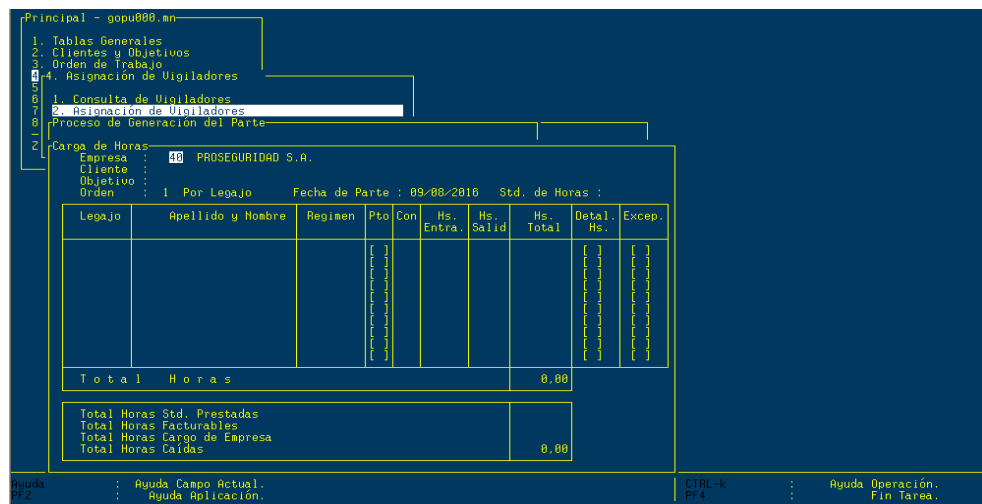 Principal - gopu000.mn
1. Tablas Generales
2. Clientes y Objetivos
3. Orden de Trabajo
4 4. Asignación de Vigiladores
5
6 1. Consulta de Vigiladores
7 2. Asignación de Vigiladores
8 Proceso de Generación del Parte
Z Carga de Horas
Empresa : 40 PROSEGURIDAD S.A.
Cliente :
Objetivo :
Orden : 1 Por Legajo Fecha de Parte : 09/08/2016 Std. de Horas :
Legajo Apellido y Nombre Regimen Pto Con Hs. Hs. Hs. Detal. Excep.
Entra. Salid Total Hs.
[ ] [ ] [ ]
[ ] [ ] [ ]
[ ] [ ] [ ]
[ ] [ ] [ ]
[ ] [ ] [ ]
[ ] [ ] [ ]
[ ] [ ] [ ]
[ ] [ ] [ ]
[ ] [ ] [ ]
[ ] [ ] [ ]
T o t a l H o r a s 0,00
Total Horas Std. Prestadas
Total Horas Facturables
Total Horas Cargo de Empresa
Total Horas Caídas 0,00
Ayuda : Ayuda Campo Actual. CTRL-k : Ayuda Operación.
PF2 : Ayuda Aplicación. PF4 : Fin Tarea.